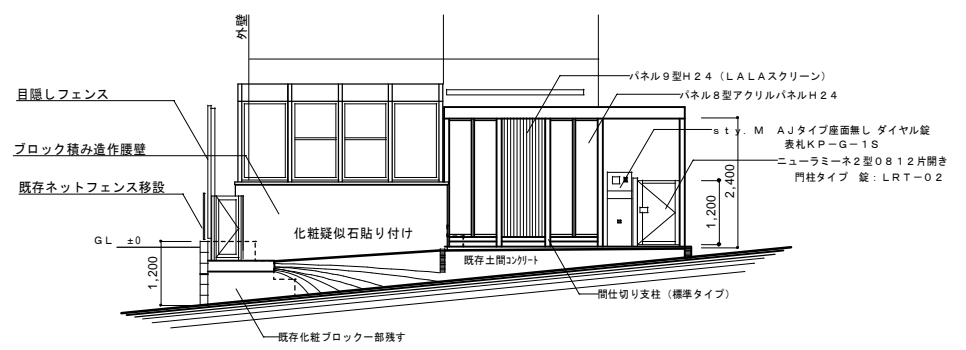 外壁
パネル9型H24（LALAスクリーン）
パネル8型アクリルパネルH24
目隠しフェンス
sty．M　AJタイプ座面無し ダイヤル錠
表札KP－G－1S
ブロック積み造作腰壁
ニューラミーネ2型0812片開き
門柱タイプ　錠：LRT－02
既存ネットフェンス移設
2,400
1,200
化粧疑似石貼り付け
GL　±0
既存土間コンクリート
1,200
間仕切り支柱（標準タイプ）
既存化粧ブロック一部残す